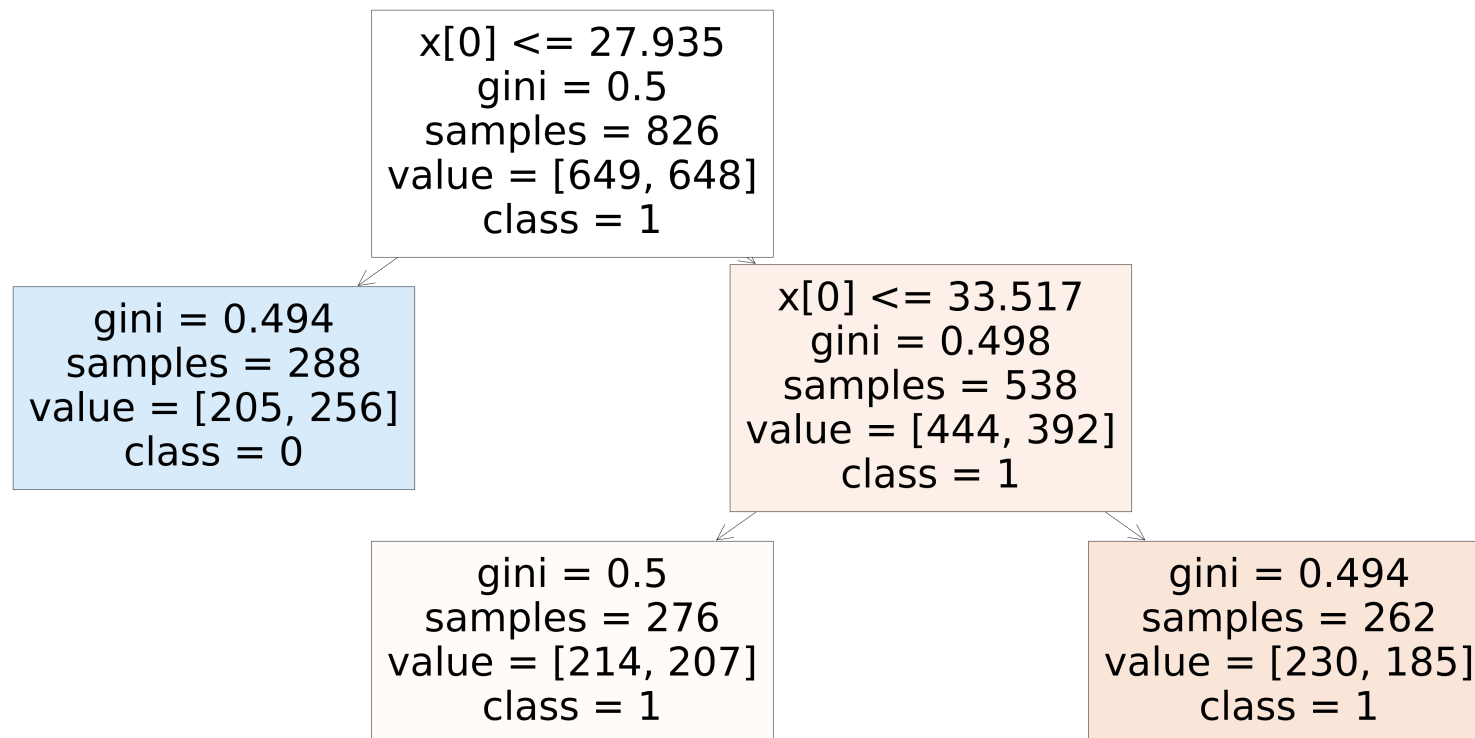 x[0] <= 27.935
gini = 0.5
samples = 826
value = [649, 648]
class = 1
gini = 0.494
samples = 288
value = [205, 256]
class = 0
x[0] <= 33.517
gini = 0.498
samples = 538
value = [444, 392]
class = 1
gini = 0.5
samples = 276
value = [214, 207]
class = 1
gini = 0.494
samples = 262
value = [230, 185]
class = 1